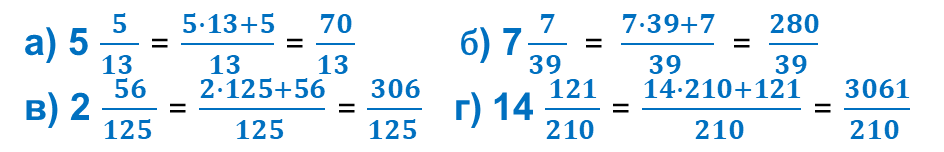 а) 5 5/13 = (5·13+5)/13 = 70/13 б) 7 7/39 = (7·39+7)/39 = 280/39
в) 2 56/125 = (2·125+56)/125 = 306/125 г) 14 121/210 = (14·210+121)/210 = 3061/210